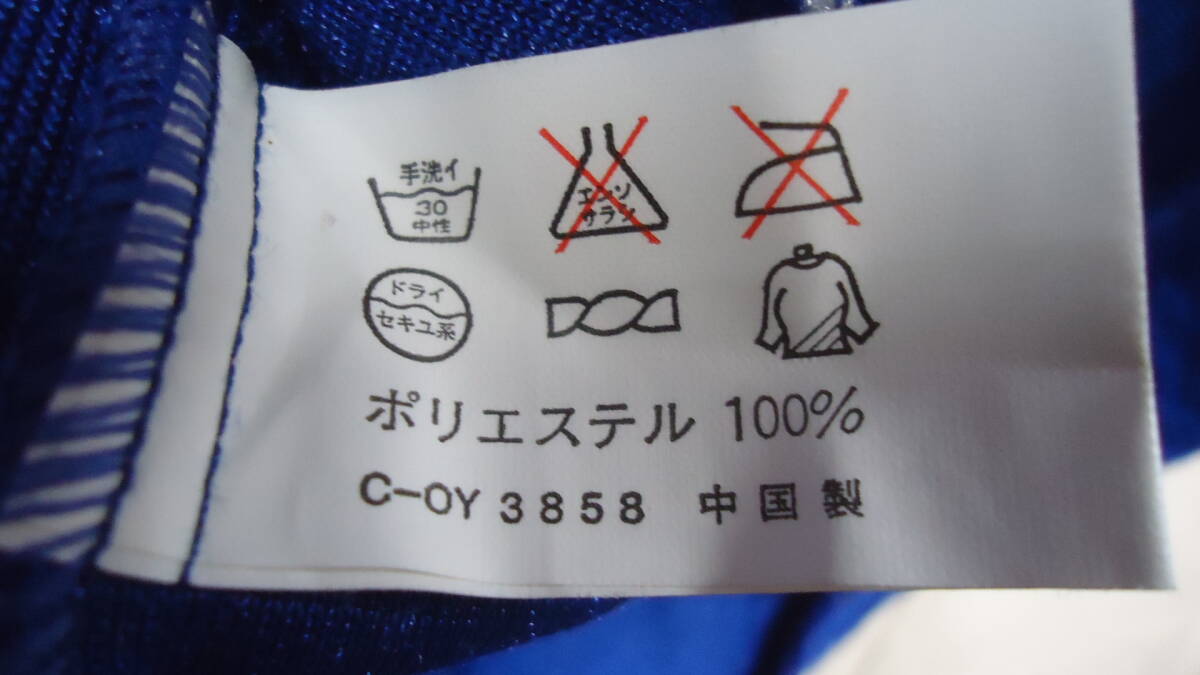 手洗イ
30
中性
エンソ
サラシ
ドライ
セキユ系
ポリエステル 100%
C-OY 3858 中国製